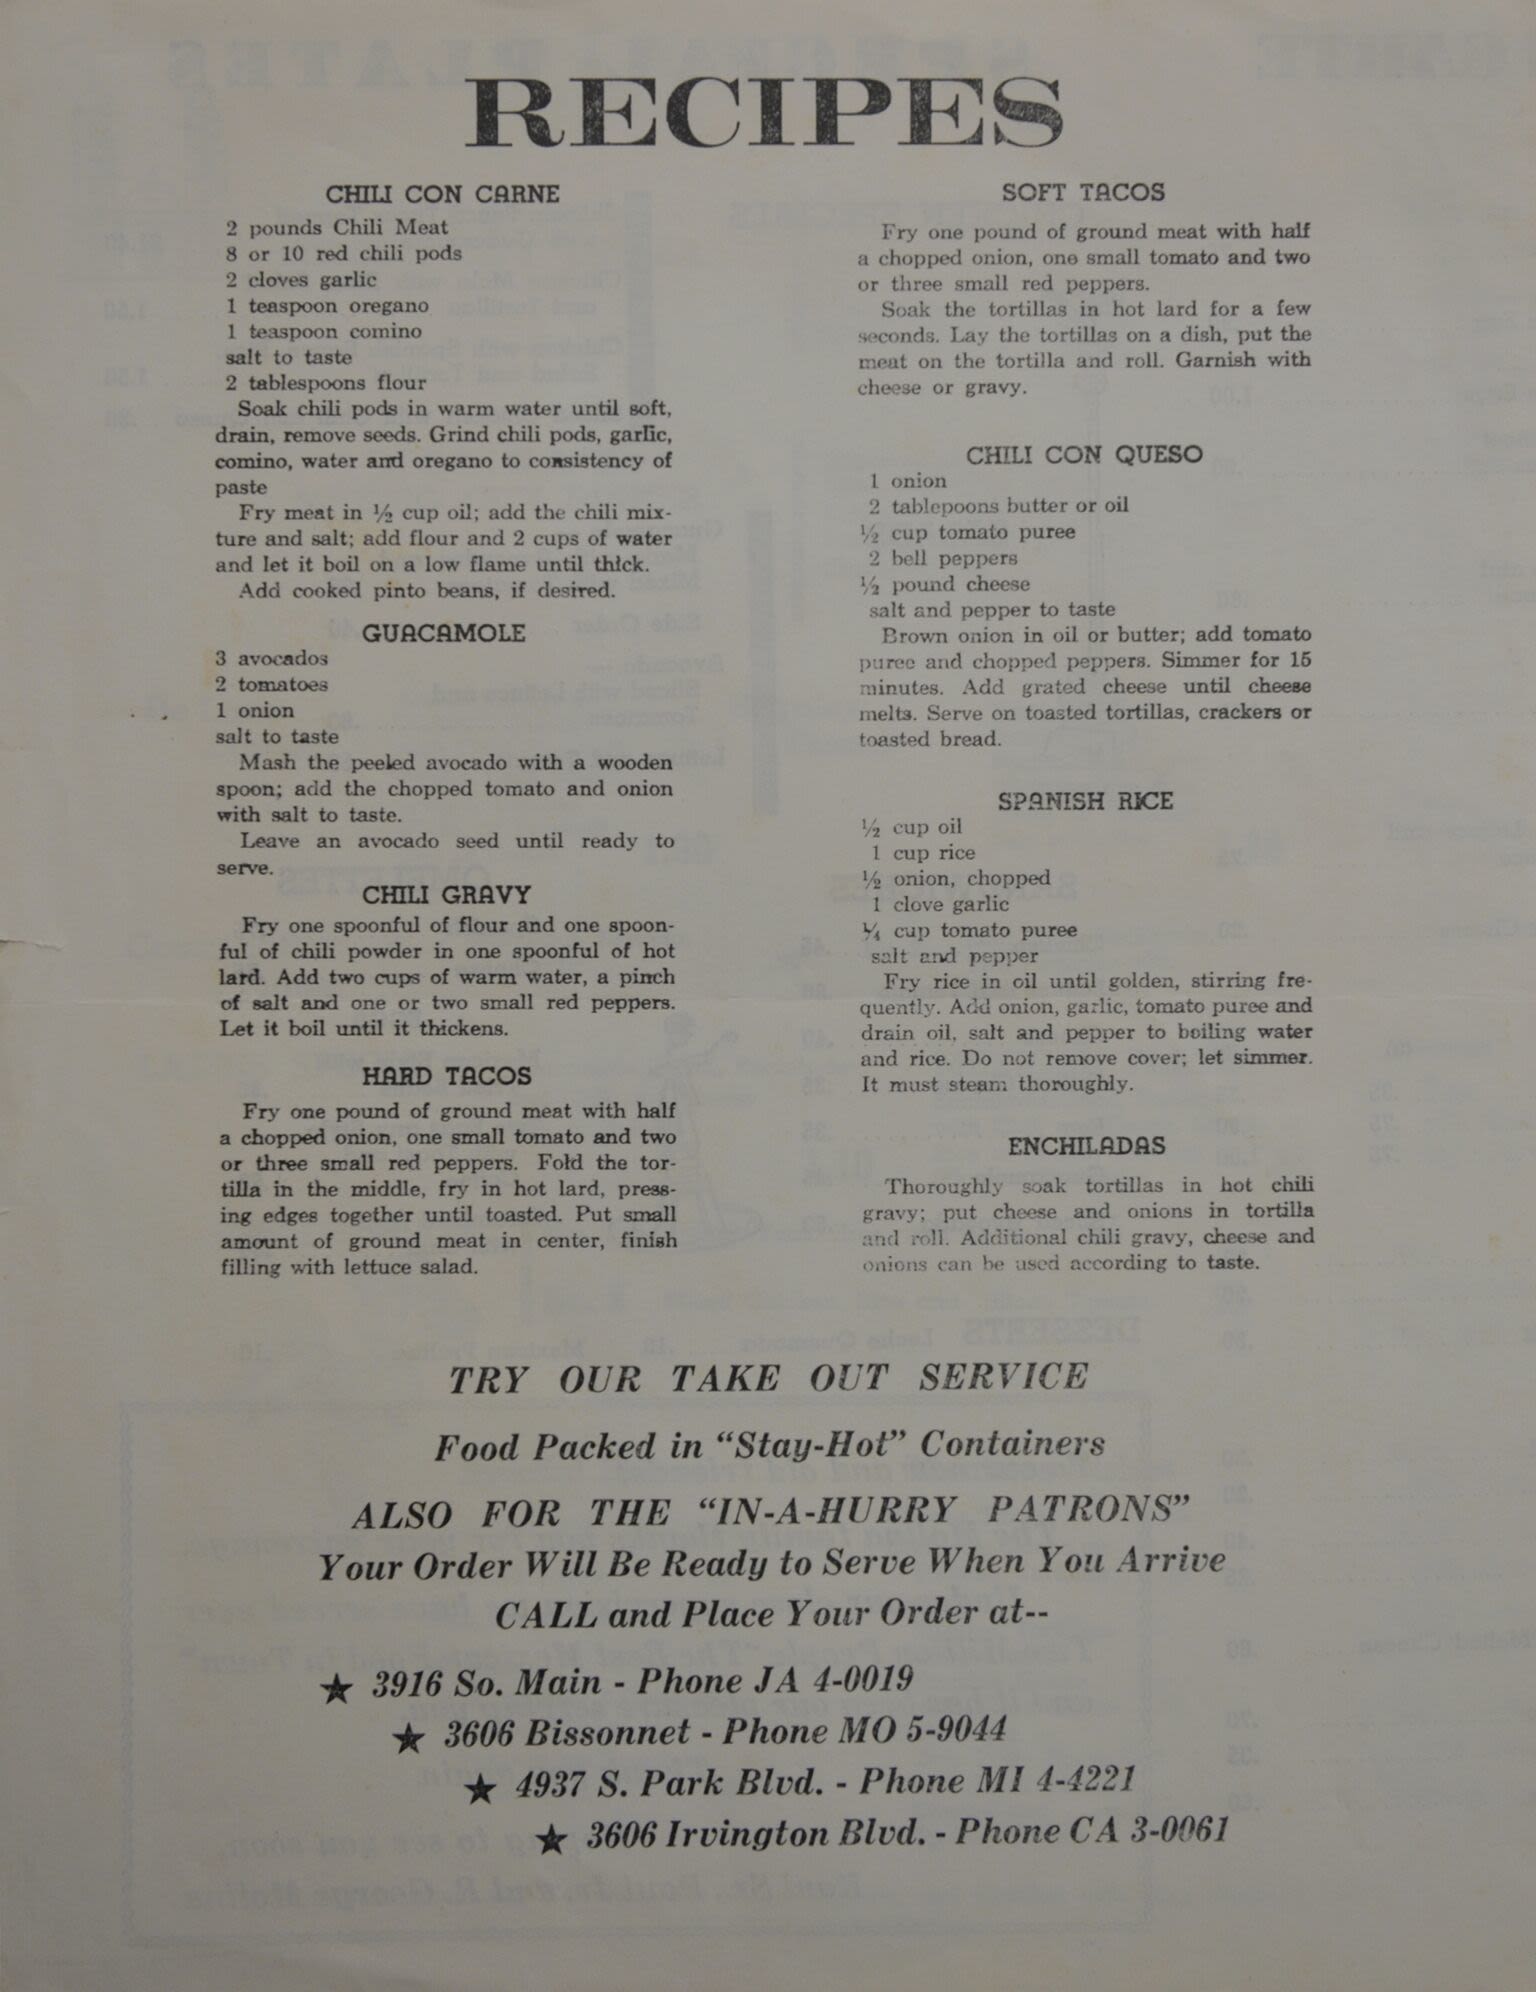 RECIPES
CHILI CON CARNE
2 pounds Chili Meat
8 or 10 red chili pods
2 cloves garlic
1 teaspoon oregano
1 teaspoon comino
salt to taste
2 tablespoons flour
Soak chili pods in warm water until soft,
drain, remove seeds. Grind chili pods, garlic,
comino, water and oregano to consistency of
paste
Fry meat in ½ cup oil; add the chili mix-
ture and salt; add flour and 2 cups of water
and let it boil on a low flame until thick.
Add cooked pinto beans, if desired.
GUACAMOLE
3 avocados
2 tomatoes
1 onion
salt to taste
Mash the peeled avocado with a wooden
spoon; add the chopped tomato and onion
with salt to taste.
Leave an avocado seed until ready to
serve.
CHILI GRAVY
Fry one spoonful of flour and one spoon-
ful of chili powder in one spoonful of hot
lard. Add two cups of warm water, a pinch
of salt and one or two small red peppers.
Let it boil until it thickens.
HARD TACOS
Fry one pound of ground meat with half
a chopped onion, one small tomato and two
or three small red peppers. Fold the tor-
tilla in the middle, fry in hot lard, press-
ing edges together until toasted. Put small
amount of ground meat in center, finish
filling with lettuce salad.
SOFT TACOS
Fry one pound of ground meat with half
a chopped onion, one small tomato and two
or three small red peppers.
Soak the tortillas in hot lard for a few
seconds. Lay the tortillas on a dish, put the
meat on the tortilla and roll. Garnish with
cheese or gravy.
CHILI CON QUESO
1 onion
2 tablepoons butter or oil
½ cup tomato puree
2 bell peppers
½ pound cheese
salt and pepper to taste
Brown onion in oil or butter; add tomato
puree and chopped peppers. Simmer for 15
minutes. Add grated cheese until cheese
melts. Serve on toasted tortillas, crackers or
toasted bread.
SPANISH RICE
½ cup oil
1 cup rice
½ onion, chopped
1 clove garlic
¼ cup tomato puree
salt and pepper
Fry rice in oil until golden, stirring fre-
quently. Add onion, garlic, tomato puree and
drain oil, salt and pepper to boiling water
and rice. Do not remove cover; let simmer.
It must steam thoroughly.
ENCHILADAS
Thoroughly soak tortillas in hot chili
gravy; put cheese and onions in tortilla
and roll. Additional chili gravy, cheese and
onions can be used according to taste.
TRY OUR TAKE OUT SERVICE
Food Packed in “Stay-Hot” Containers
ALSO FOR THE “IN-A-HURRY PATRONS”
Your Order Will Be Ready to Serve When You Arrive
CALL and Place Your Order at--
★ 3916 So. Main - Phone JA 4-0019
★ 3606 Bissonnet - Phone MO 5-9044
★ 4937 S. Park Blvd. - Phone MI 4-4221
★ 3606 Irvington Blvd. - Phone CA 3-0061